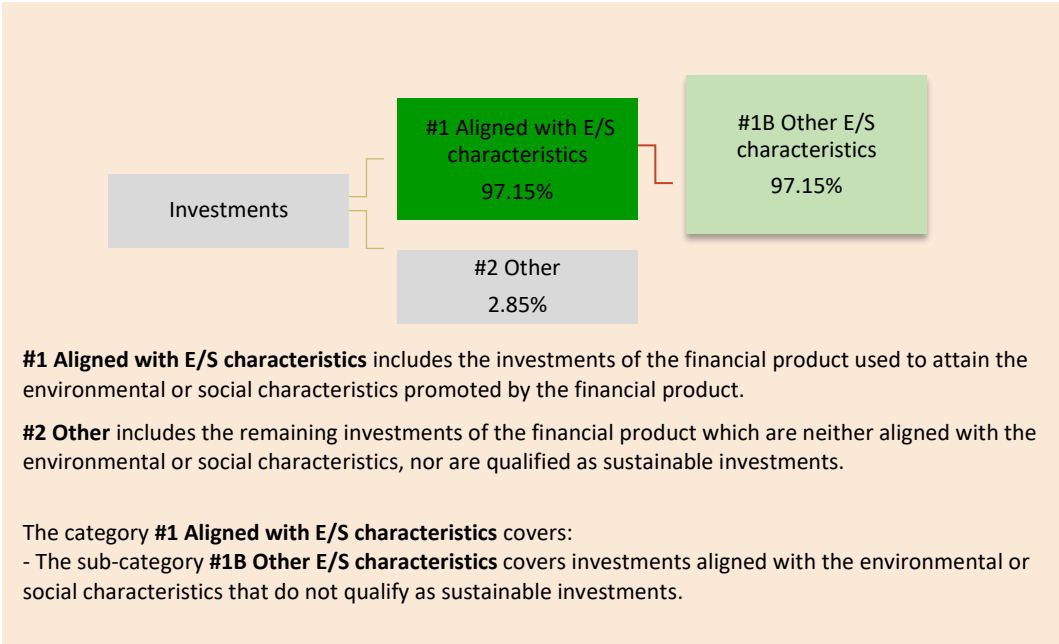 Investments
#1 Aligned with E/S
characteristics
97.15%
#1B Other E/S
characteristics
97.15%
#2 Other
2.85%
#1 Aligned with E/S characteristics includes the investments of the financial product used to attain the
environmental or social characteristics promoted by the financial product.
#2 Other includes the remaining investments of the financial product which are neither aligned with the
environmental or social characteristics, nor are qualified as sustainable investments.
The category #1 Aligned with E/S characteristics covers:
- The sub-category #1B Other E/S characteristics covers investments aligned with the environmental or
social characteristics that do not qualify as sustainable investments.